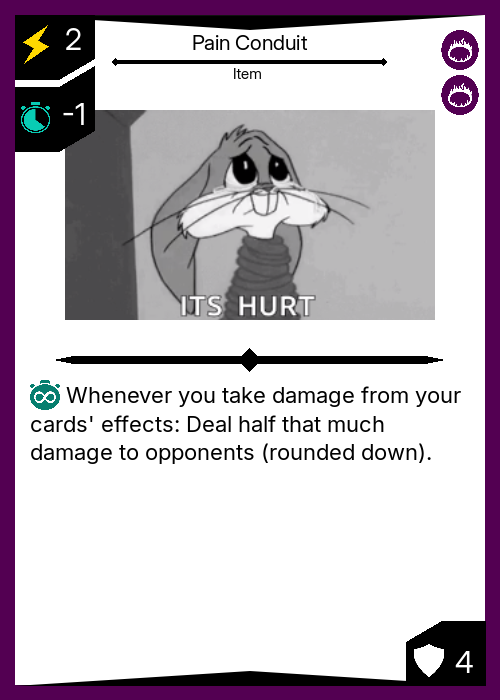 2
Pain Conduit
Item
-1
ITS HURT
Whenever you take damage from your
cards' effects: Deal half that much
damage to opponents (rounded down).
4